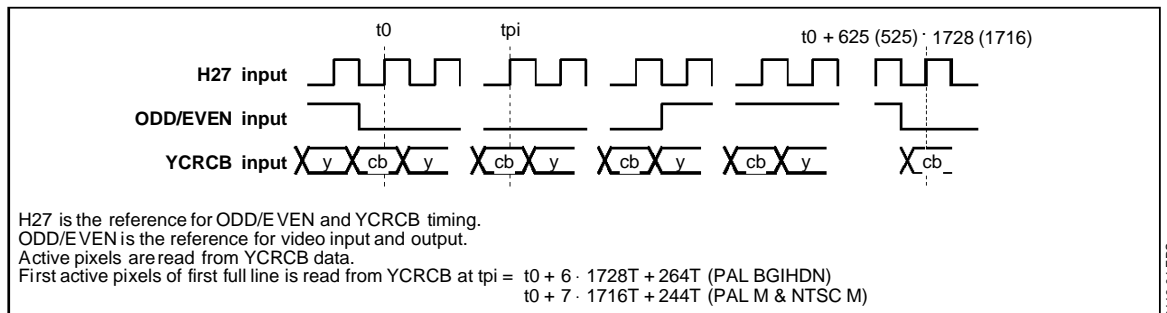 t0 tpi t0 + 625 (525) · 1728 (1716)
H27 input
ODD/EVEN input
YCRCB input y cb y cb y cb y cb y cb
H27 is the reference for ODD/EVEN and YCRCB timing.
ODD/EVEN is the reference for video input and output.
Active pixels are read from YCRCB data.
First active pixels of first full line is read from YCRCB at tpi = t0 + 6 · 1728T + 264T (PAL BGIHDN)
t0 + 7 · 1716T + 244T (PAL M & NTSC M)